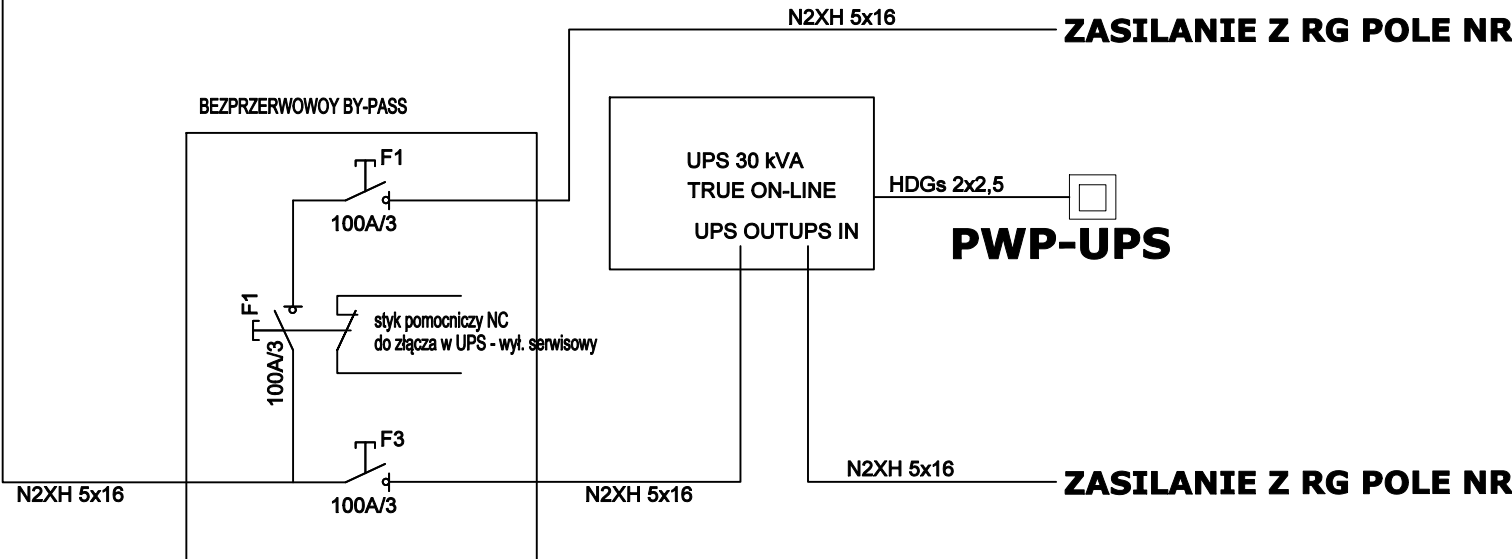 N2XH 5x16
ZASILANIE Z RG POLE NR
BEZPRZERWOWOY BY-PASS
F1
100A/3
UPS 30 kVA
TRUE ON-LINE
UPS OUTUPS IN
HDGs 2x2,5
PWP-UPS
F1
100A/3
styk pomocniczy NC
do złącza w UPS - wył. serwisowy
F3
100A/3
N2XH 5x16
N2XH 5x16
N2XH 5x16
ZASILANIE Z RG POLE NR